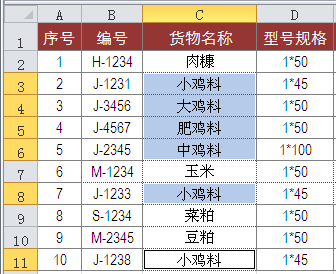 A B C D
1 序号 编号 货物名称 型号规格
2 1 H-1234 肉糠 1*50
3 2 J-1231 小鸡料 1*45
4 3 J-3456 大鸡料 1*50
5 4 J-4567 肥鸡料 1*50
6 5 J-2345 中鸡料 1*100
7 6 M-1234 玉米 1*50
8 7 J-1233 小鸡料 1*45
9 8 S-1234 菜粕 1*50
10 9 M-2345 豆粕 1*50
11 10 J-1238 小鸡料 1*45